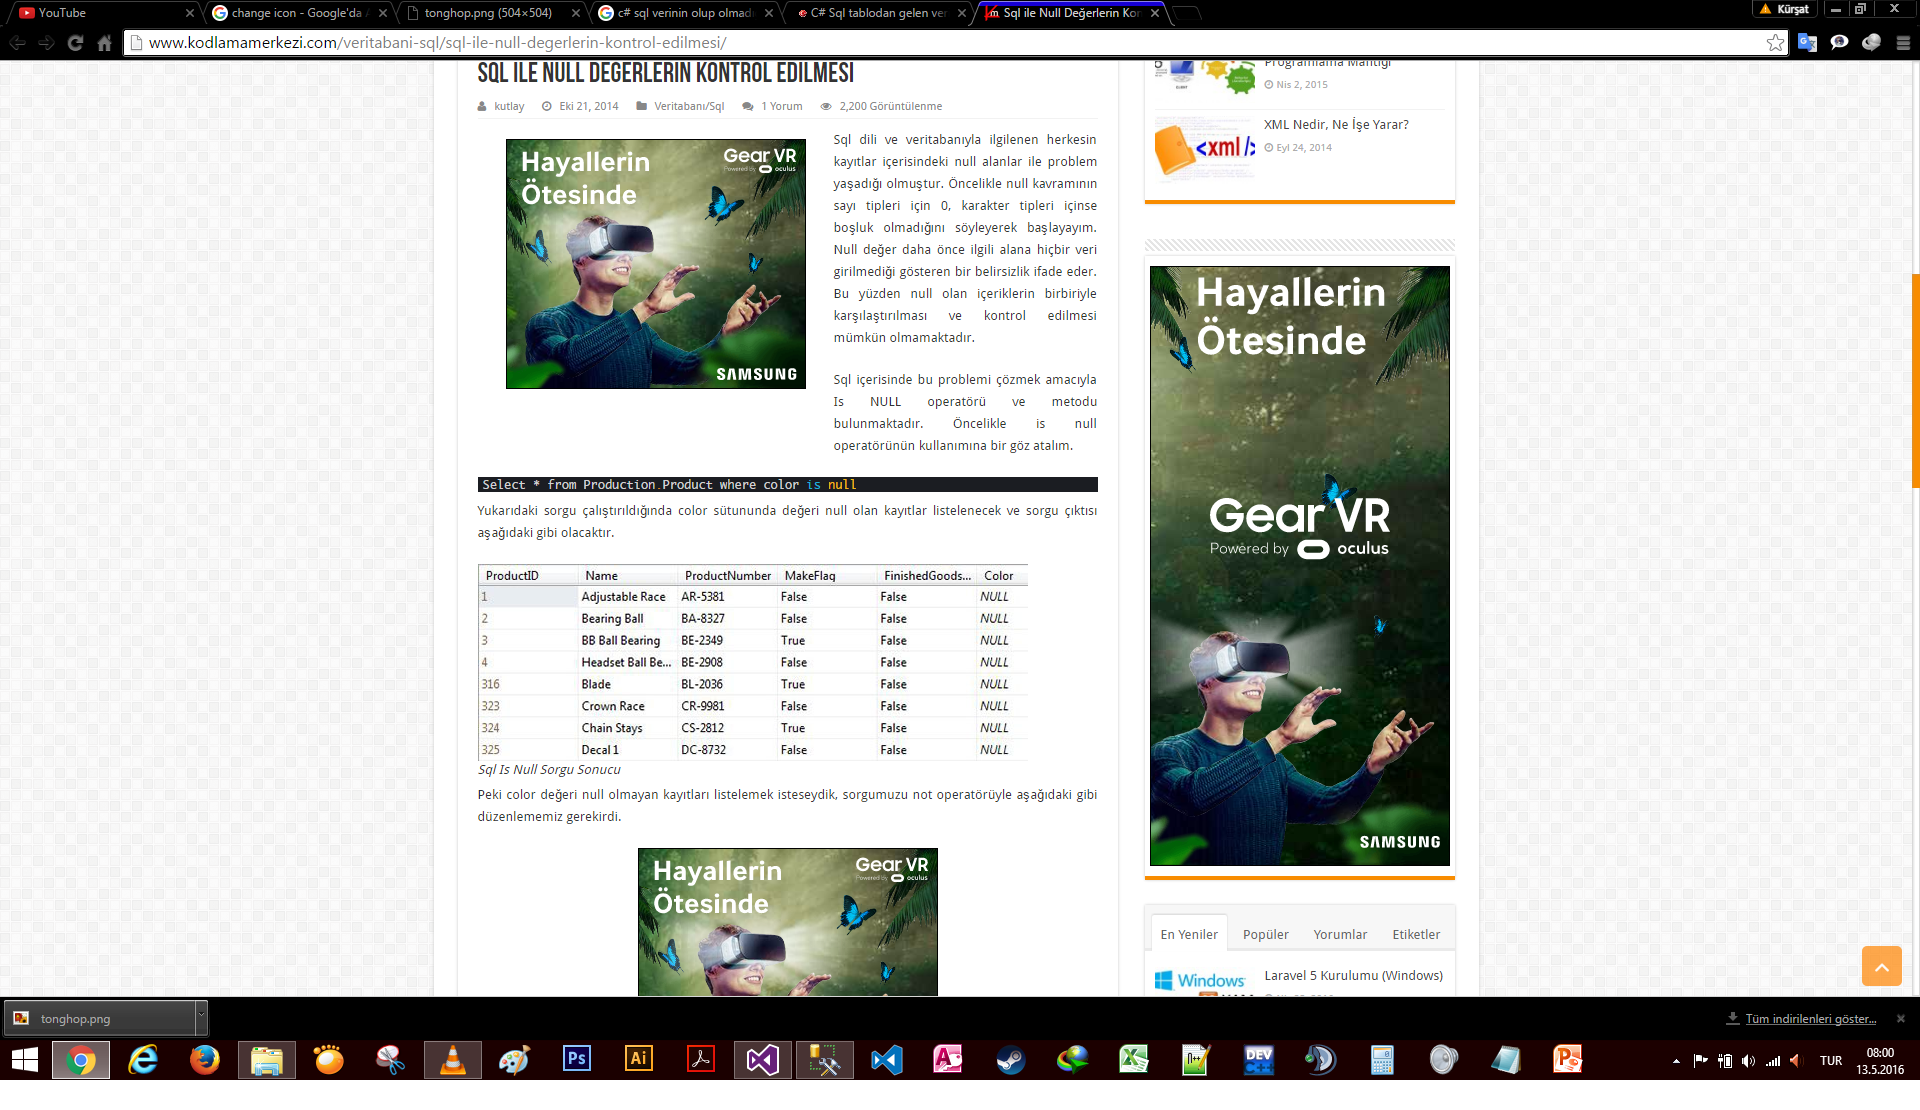 YouTube
change icon - Google'da
tonghop.png (504×504)
c# sql verinin olup olmad
C# Sql tablodan gelen ver
Sql ile Null Değerlerin Kon
Kürşat
www.kodlamamerkezi.com/veritabani-sql/sql-ile-null-degerlerin-kontrol-edilmesi/
SQL ILE NULL DEĞERLERIN KONTROL EDILMESI
kutlay Eki 21, 2014 Veritabanı/Sql 1 Yorum 2,200 Görüntülenme
Hayallerin
Ötesinde
Gear VR
Powered by oculus
SAMSUNG
Sql dili ve veritabanıyla ilgilenen herkesin
kayıtlar içerisindeki null alanlar ile problem
yaşadığı olmuştur. Öncelikle null kavramının
sayı tipleri için 0, karakter tipleri içinse
boşluk olmadığını söyleyerek başlayayım.
Null değer daha önce ilgili alana hiçbir veri
girilmediği gösteren bir belirsizlik ifade eder.
Bu yüzden null olan içeriklerin birbiriyle
karşılaştırılması ve kontrol edilmesi
mümkün olmamaktadır.
Sql içerisinde bu problemi çözmek amacıyla
Is NULL operatörü ve metodu
bulunmaktadır. Öncelikle is null
operatörünün kullanımına bir göz atalım.
Select * from Production.Product where color is null
Yukarıdaki sorgu çalıştırıldığında color sütununda değeri null olan kayıtlar listelenecek ve sorgu çıktısı
aşağıdaki gibi olacaktır.
ProductID Name ProductNumber MakeFlag FinishedGoods... Color
1 Adjustable Race AR-5381 False False NULL
2 Bearing Ball BA-8327 False False NULL
3 BB Ball Bearing BE-2349 True False NULL
4 Headset Ball Be... BE-2908 False False NULL
316 Blade BL-2036 True False NULL
323 Crown Race CR-9981 False False NULL
324 Chain Stays CS-2812 True False NULL
325 Decal 1 DC-8732 False False NULL
Sql Is Null Sorgu Sonucu
Peki color değeri null olmayan kayıtları listelemek isteseydik, sorgumuzu not operatörüyle aşağıdaki gibi
düzenlememiz gerekirdi.
Hayallerin
Ötesinde
Gear VR
Powered by oculus
Programlama Mantığı
Nis 2, 2015
<xml />
XML Nedir, Ne İşe Yarar?
Eyl 24, 2014
Hayallerin
Ötesinde
Gear VR
Powered by oculus
SAMSUNG
En Yeniler Popüler Yorumlar Etiketler
Windows
Laravel 5 Kurulumu (Windows)
tonghop.png
Tüm indirilenleri göster...
Ps
Ai
DEV
C++
TUR
08:00
13.5.2016